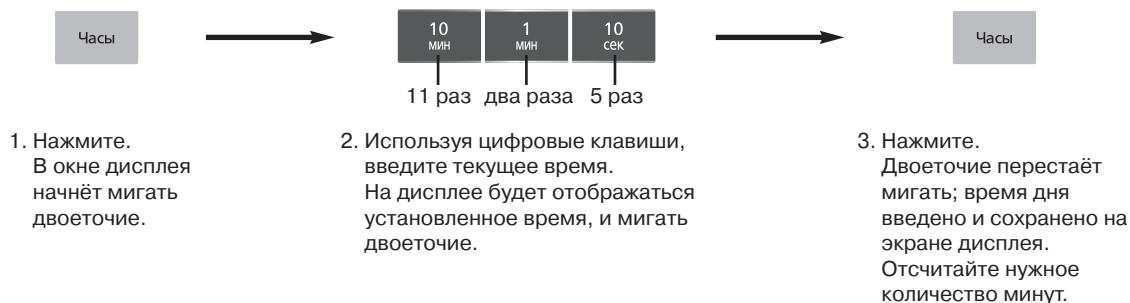 Часы
10
мин
1
мин
10
сек
Часы
11 раз два раза 5 раз
1. Нажмите.
В окне дисплея
начнёт мигать
двоеточие.
2. Используя цифровые клавиши,
введите текущее время.
На дисплее будет отображаться
установленное время, и мигать
двоеточие.
3. Нажмите.
Двоеточие перестаёт
мигать; время дня
введено и сохранено на
экране дисплея.
Отсчитайте нужное
количество минут.